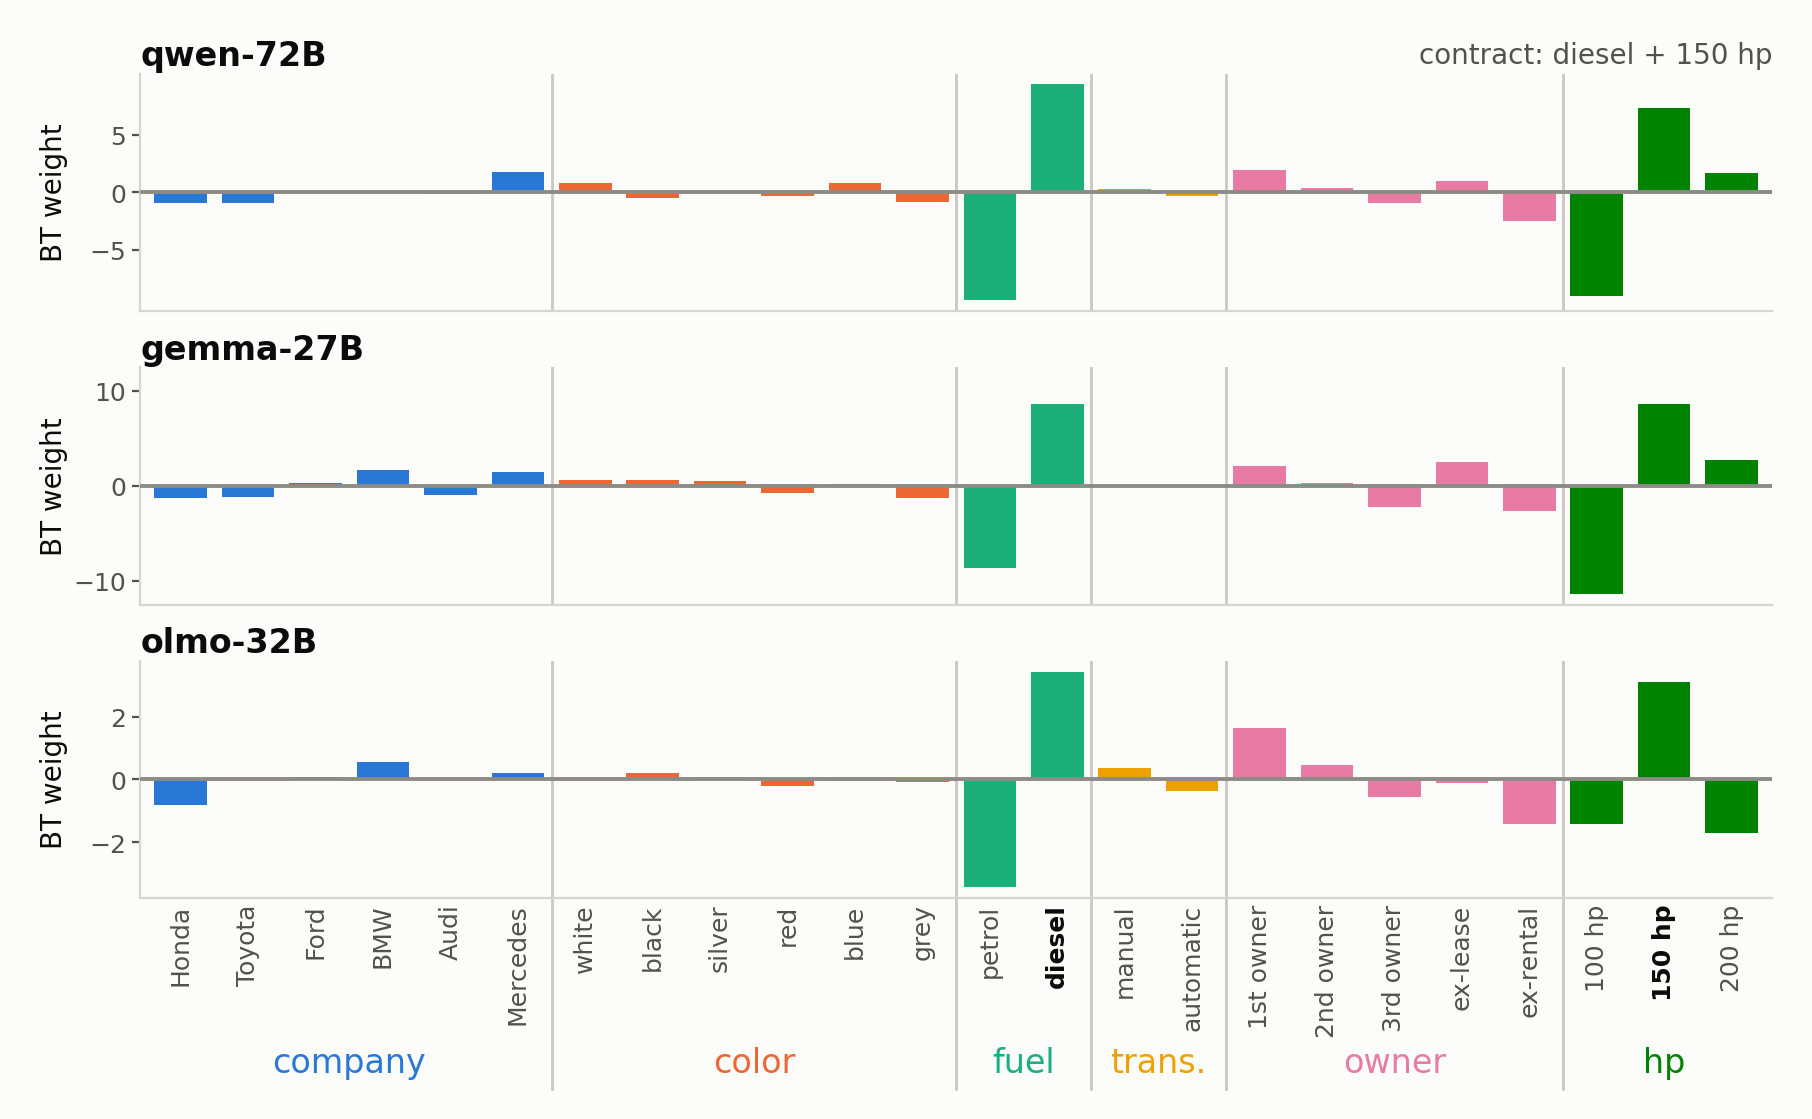 qwen-72B
contract: diesel + 150 hp
BT weight
5
0
−5
gemma-27B
BT weight
10
0
−10
olmo-32B
BT weight
2
0
−2
Honda
Toyota
Ford
BMW
Audi
Mercedes
white
black
silver
red
blue
grey
petrol
diesel
manual
automatic
1st owner
2nd owner
3rd owner
ex-lease
ex-rental
100 hp
150 hp
200 hp
company
color
fuel
trans.
owner
hp